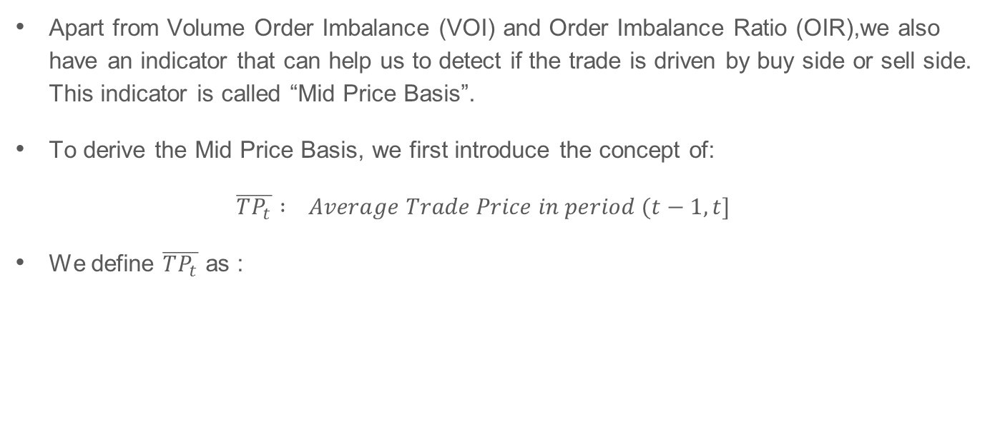 • Apart from Volume Order Imbalance (VOI) and Order Imbalance Ratio (OIR),we also
have an indicator that can help us to detect if the trade is driven by buy side or sell side.
This indicator is called “Mid Price Basis”.
• To derive the Mid Price Basis, we first introduce the concept of:
$\overline{TP_t}$ : Average Trade Price in period (t − 1, t]
• We define $\overline{TP_t}$ as :